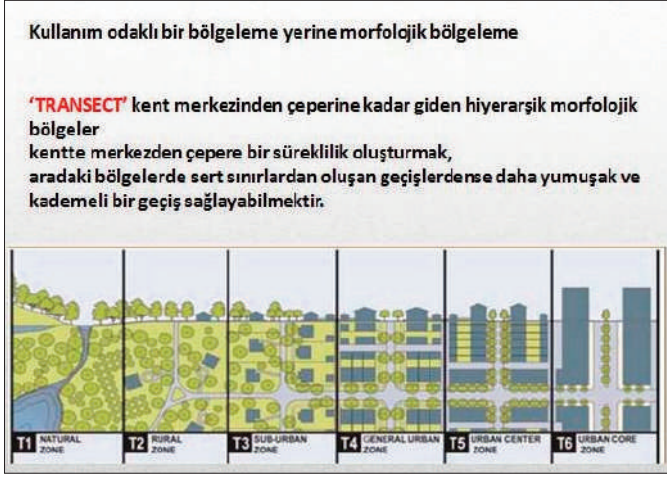 Kullanım odaklı bir bölgeleme yerine morfolojik bölgeleme
‘TRANSECT’ kent merkezinden çeperine kadar giden hiyerarşik morfolojik
bölgeler
kentte merkezden çepere bir süreklilik oluşturmak,
aradaki bölgelerde sert sınırlardan oluşan geçişlerdense daha yumuşak ve
kademeli bir geçiş sağlayabilmektir.
T1 NATURAL ZONE
T2 RURAL ZONE
T3 SUB-URBAN ZONE
T4 GENERAL URBAN ZONE
T5 URBAN CENTER ZONE
T6 URBAN CORE ZONE